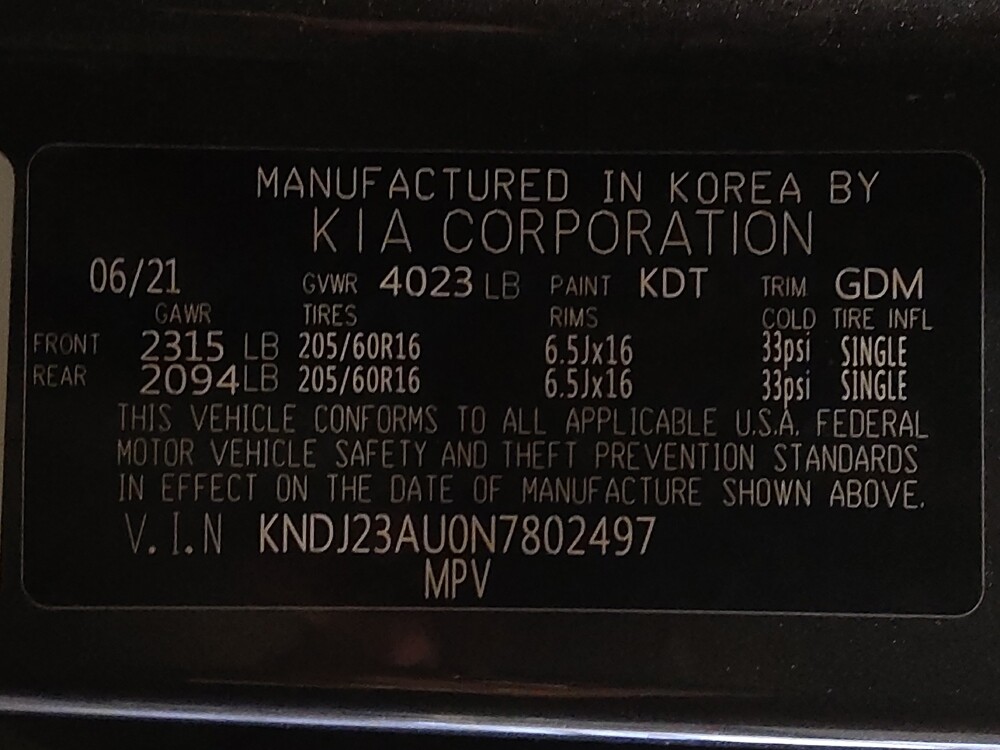 MANUFACTURED IN KOREA BY
KIA CORPORATION
06/21 GVWR 4023 LB PAINT KDT TRIM GDM
GAWR TIRES RIMS COLD TIRE INFL
FRONT 2315 LB 205/60R16 6.5Jx16 33psi SINGLE
REAR 2094 LB 205/60R16 6.5Jx16 33psi SINGLE
THIS VEHICLE CONFORMS TO ALL APPLICABLE U.S.A. FEDERAL
MOTOR VEHICLE SAFETY AND THEFT PREVENTION STANDARDS
IN EFFECT ON THE DATE OF MANUFACTURE SHOWN ABOVE.
V.I.N KNDJ23AU0N7802497
MPV